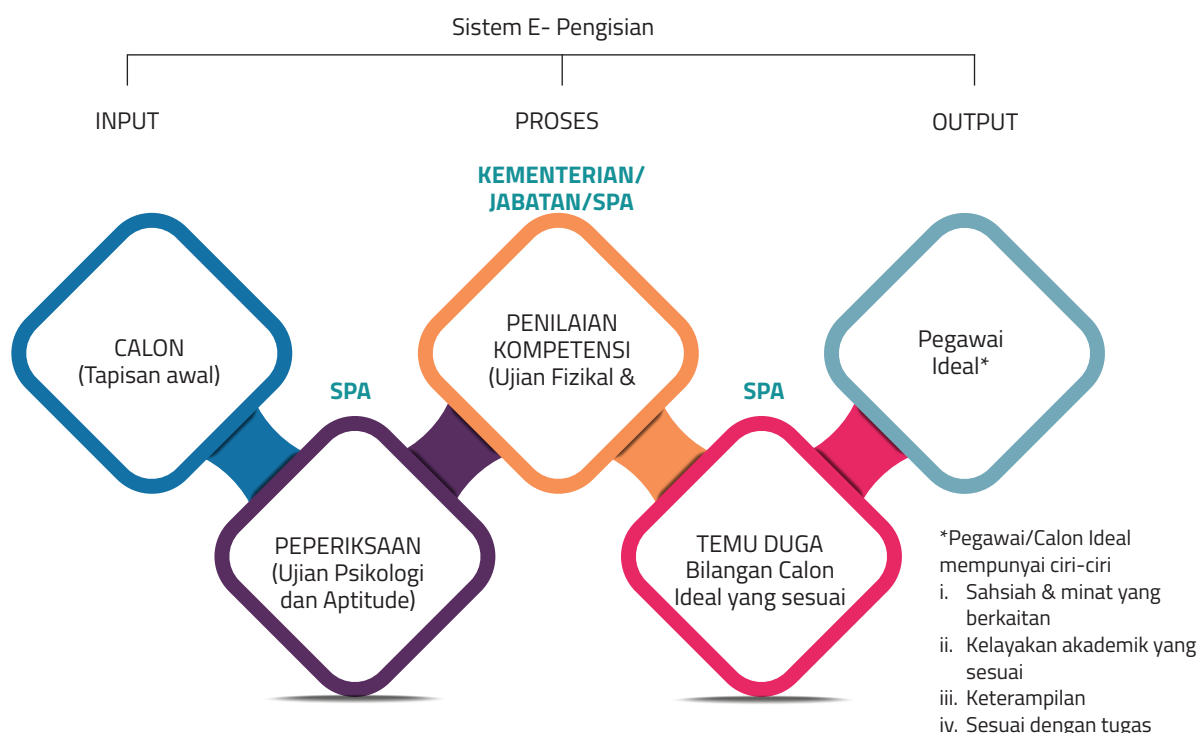 Sistem E- Pengisian
INPUT
PROSES
OUTPUT
KEMENTERIAN/
JABATAN/SPA
CALON
(Tapisan awal)
SPA
PEPERIKSAAN
(Ujian Psikologi
dan Aptitude)
PENILAIAN
KOMPETENSI
(Ujian Fizikal &
SPA
TEMU DUGA
Bilangan Calon
Ideal yang sesuai
Pegawai
Ideal*
*Pegawai/Calon Ideal
mempunyai ciri-ciri
i. Sahsiah & minat yang
berkaitan
ii. Kelayakan akademik yang
sesuai
iii. Keterampilan
iv. Sesuai dengan tugas